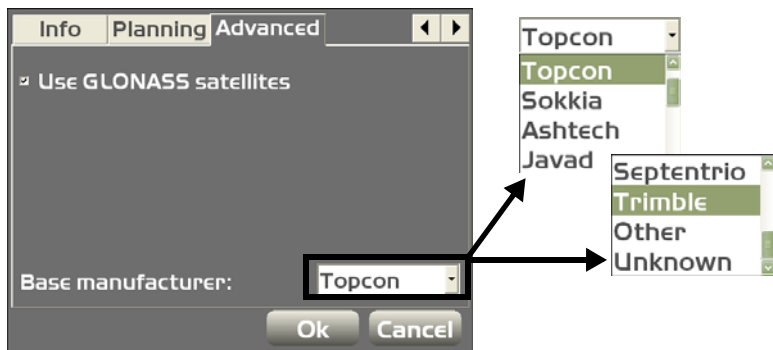 Info Planning Advanced
Use GLONASS satellites
Base manufacturer: Topcon
Ok Cancel
Topcon
Topcon
Sokkia
Ashtech
Javad
Septentrio
Trimble
Other
Unknown